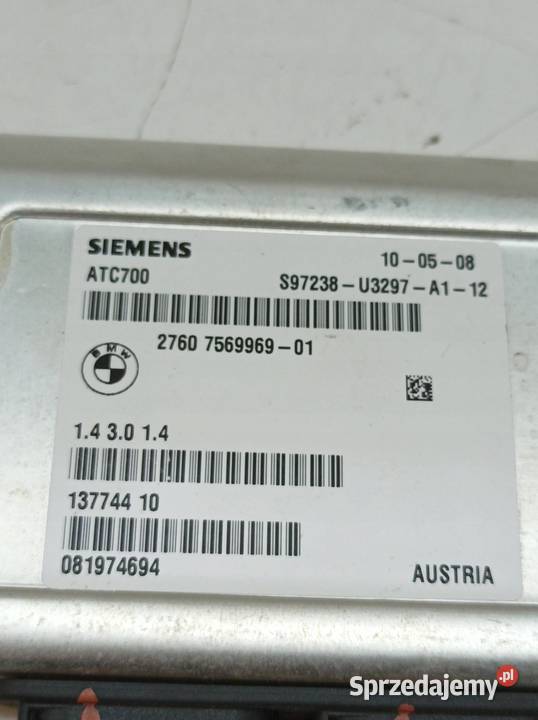 SIEMENS
10-05-08
ATC700
S97238-U3297-A1-12
2760 7569969-01
BMW
1.4 3.0 1.4
137744 10
081974694
AUSTRIA
Sprzedajemy.pl